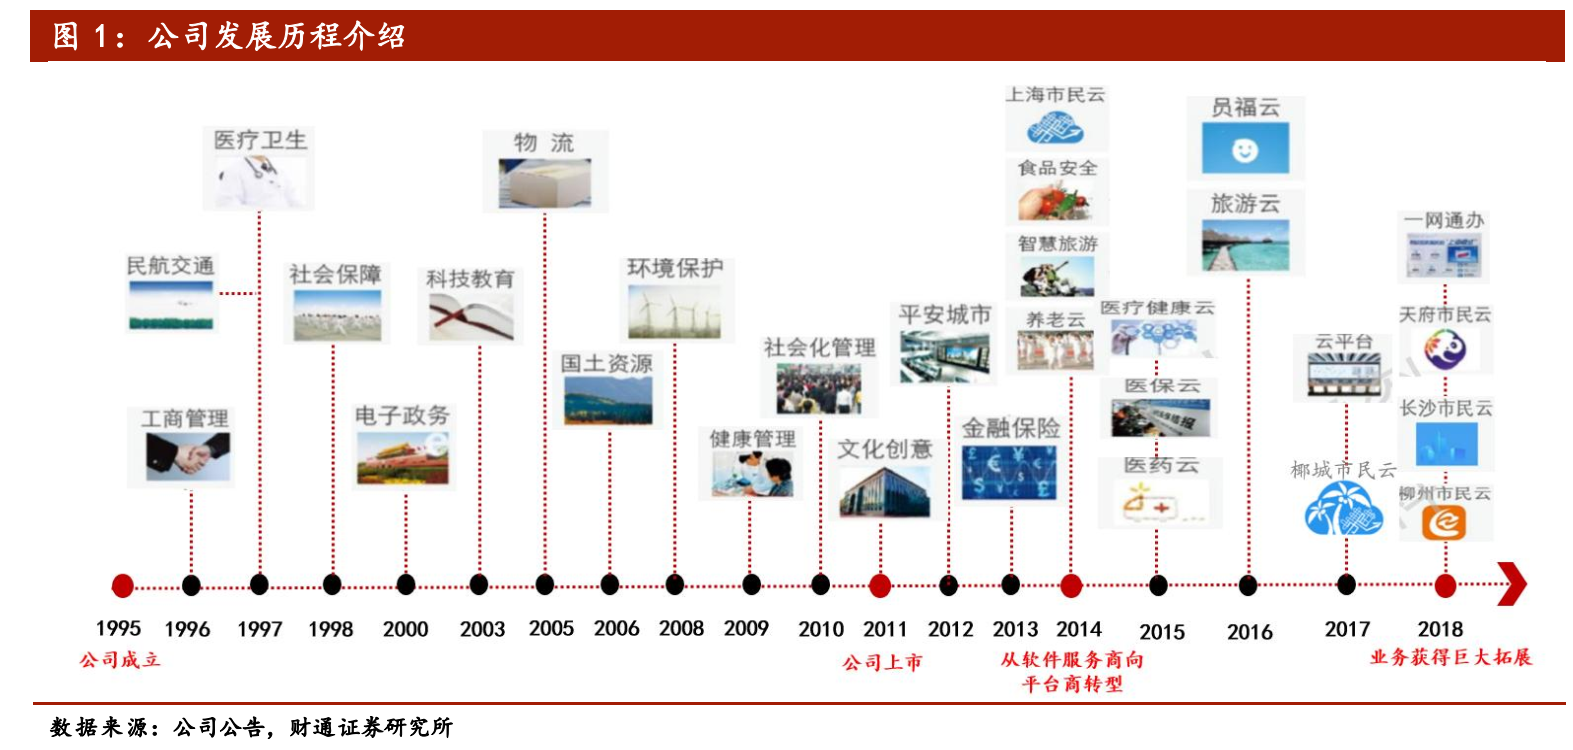 图 1：公司发展历程介绍
医疗卫生
民航交通
工商管理
社会保障
电子政务
科技教育
物 流
国土资源
环境保护
健康管理
社会化管理
文化创意
平安城市
金融保险
上海市民云
食品安全
智慧旅游
养老云
医疗健康云
医保云
医药云
员福云
旅游云
云平台
椰城市民云
一网通办
天府市民云
长沙市民云
柳州市民云
1995 1996 1997 1998 2000 2003 2005 2006 2008 2009 2010 2011 2012 2013 2014 2015 2016 2017 2018
公司成立
公司上市
从软件服务商向
平台商转型
业务获得巨大拓展
数据来源：公司公告，财通证券研究所